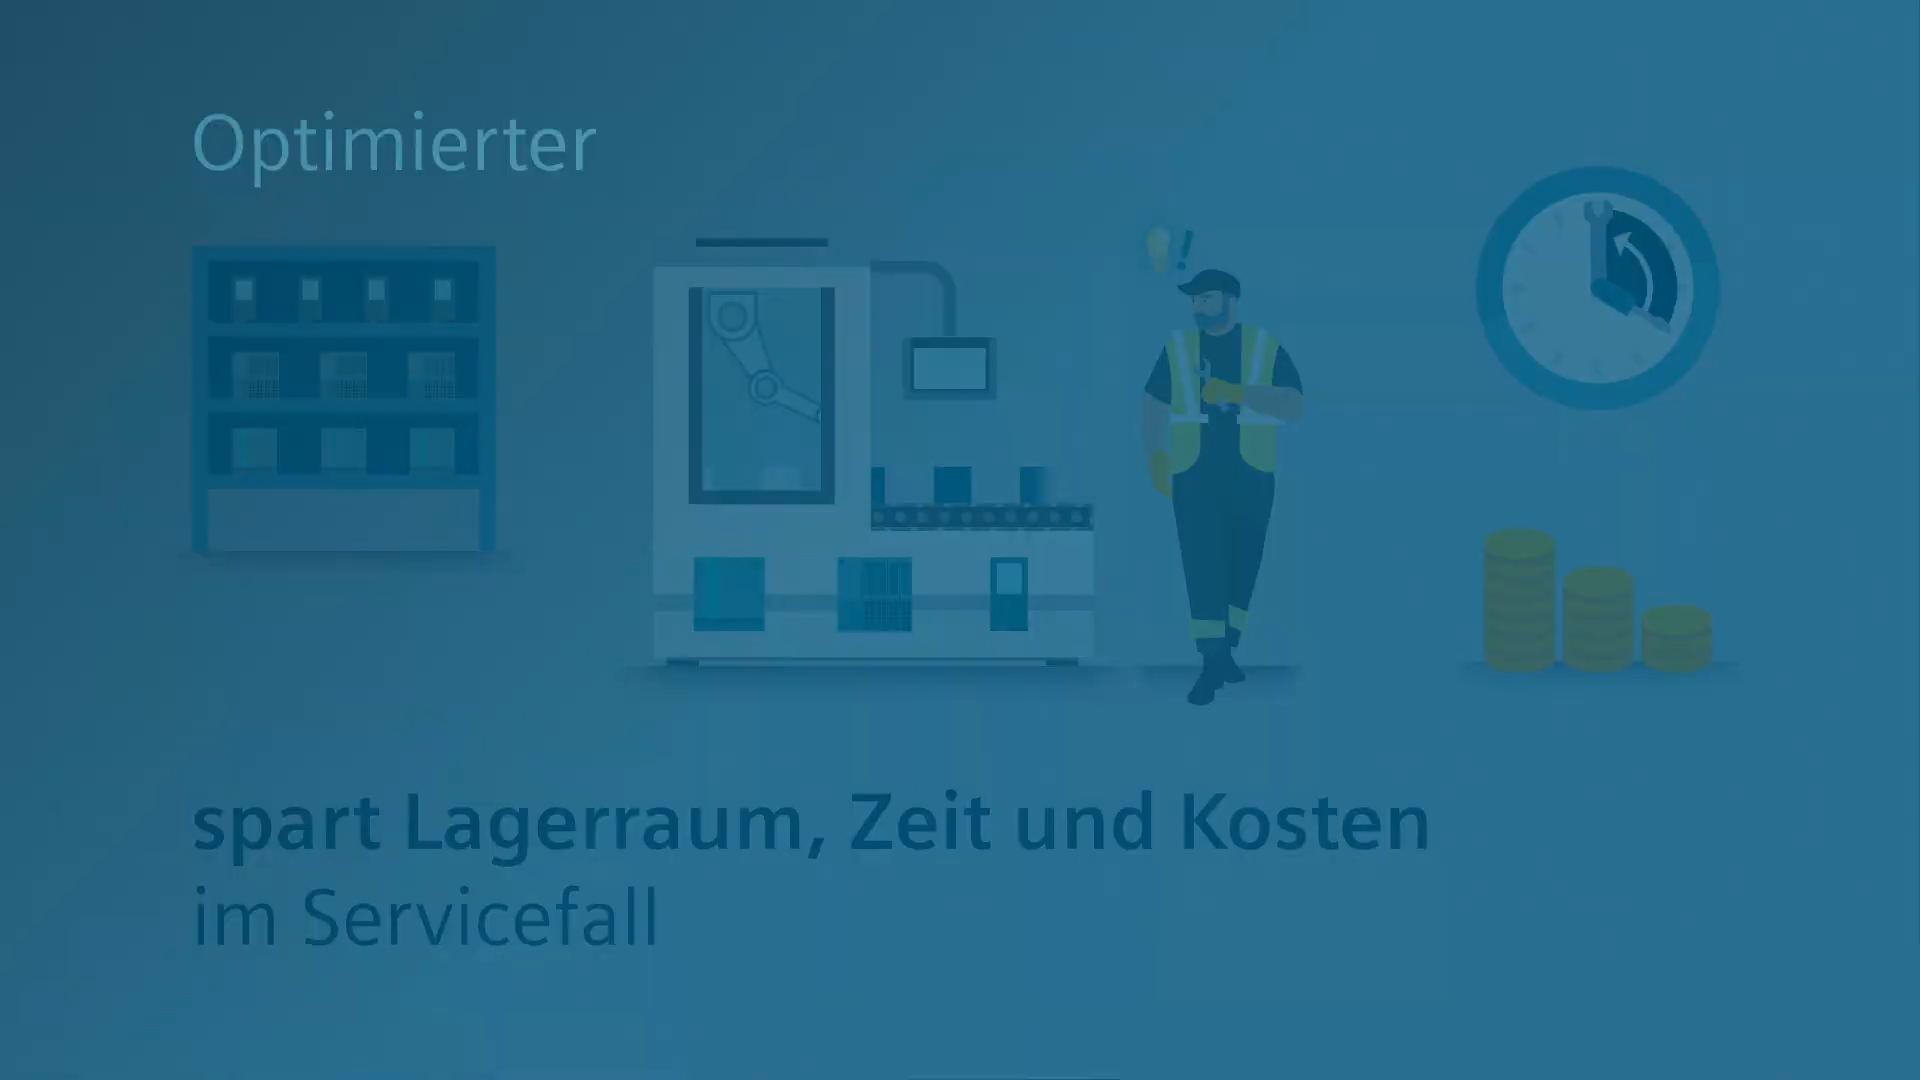 Optimierter
spart Lagerraum, Zeit und Kosten
im Servicefall